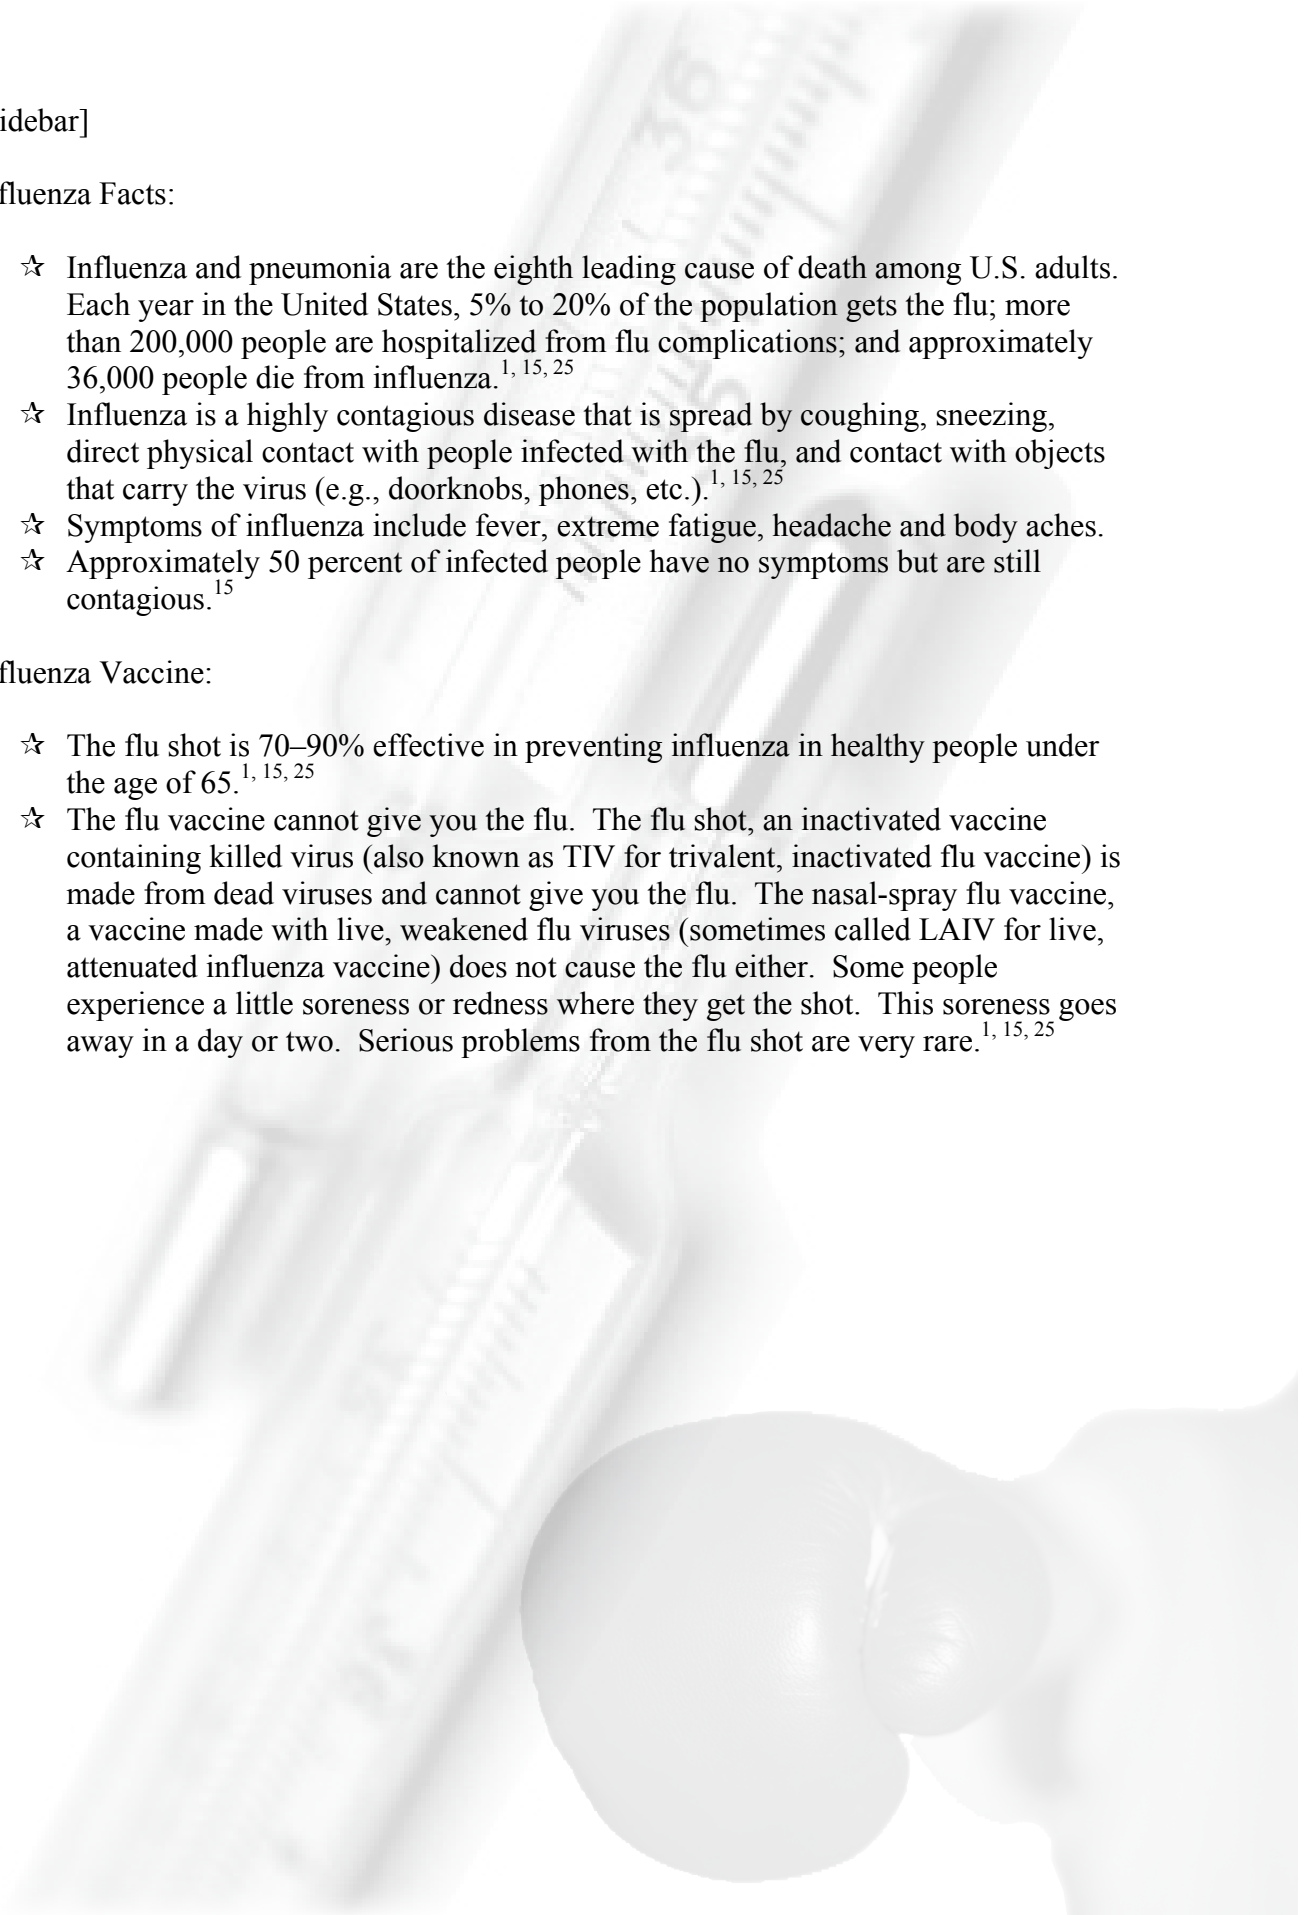 idebar]
fluenza Facts:
☆ Influenza and pneumonia are the eighth leading cause of death among U.S. adults.
Each year in the United States, 5% to 20% of the population gets the flu; more
than 200,000 people are hospitalized from flu complications; and approximately
36,000 people die from influenza.1, 15, 25
☆ Influenza is a highly contagious disease that is spread by coughing, sneezing,
direct physical contact with people infected with the flu, and contact with objects
that carry the virus (e.g., doorknobs, phones, etc.).1, 15, 25
☆ Symptoms of influenza include fever, extreme fatigue, headache and body aches.
☆ Approximately 50 percent of infected people have no symptoms but are still
contagious.15
fluenza Vaccine:
☆ The flu shot is 70–90% effective in preventing influenza in healthy people under
the age of 65.1, 15, 25
☆ The flu vaccine cannot give you the flu.  The flu shot, an inactivated vaccine
containing killed virus (also known as TIV for trivalent, inactivated flu vaccine) is
made from dead viruses and cannot give you the flu.  The nasal-spray flu vaccine,
a vaccine made with live, weakened flu viruses (sometimes called LAIV for live,
attenuated influenza vaccine) does not cause the flu either.  Some people
experience a little soreness or redness where they get the shot.  This soreness goes
away in a day or two.  Serious problems from the flu shot are very rare.1, 15, 25
36
35